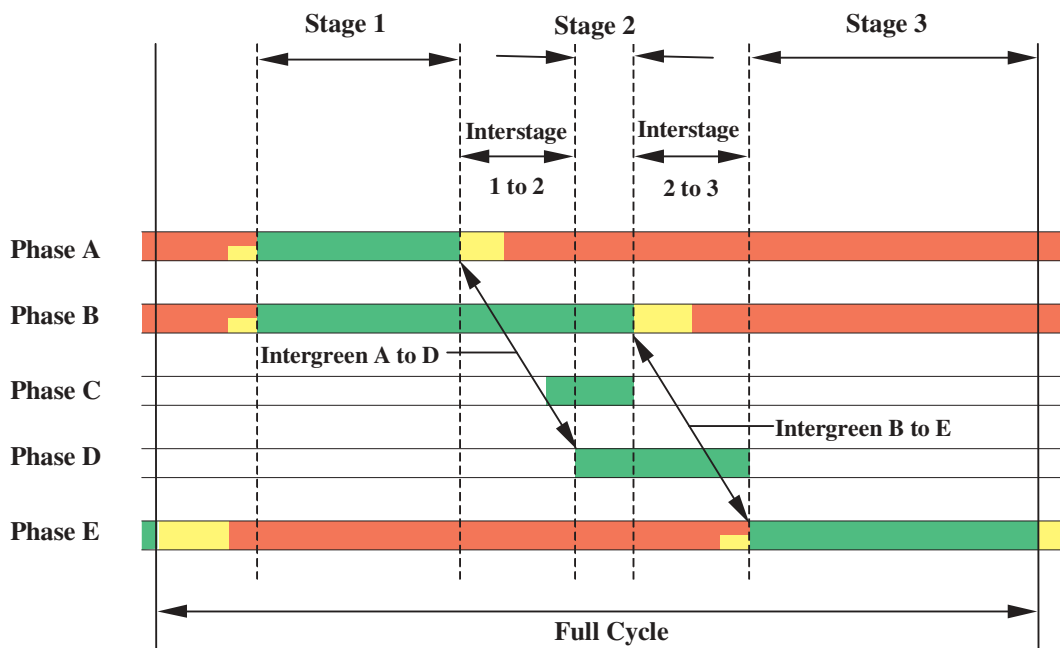 Stage 1
Stage 2
Stage 3
Interstage
1 to 2
Interstage
2 to 3
Phase A
Phase B
Intergreen A to D
Phase C
Intergreen B to E
Phase D
Phase E
Full Cycle